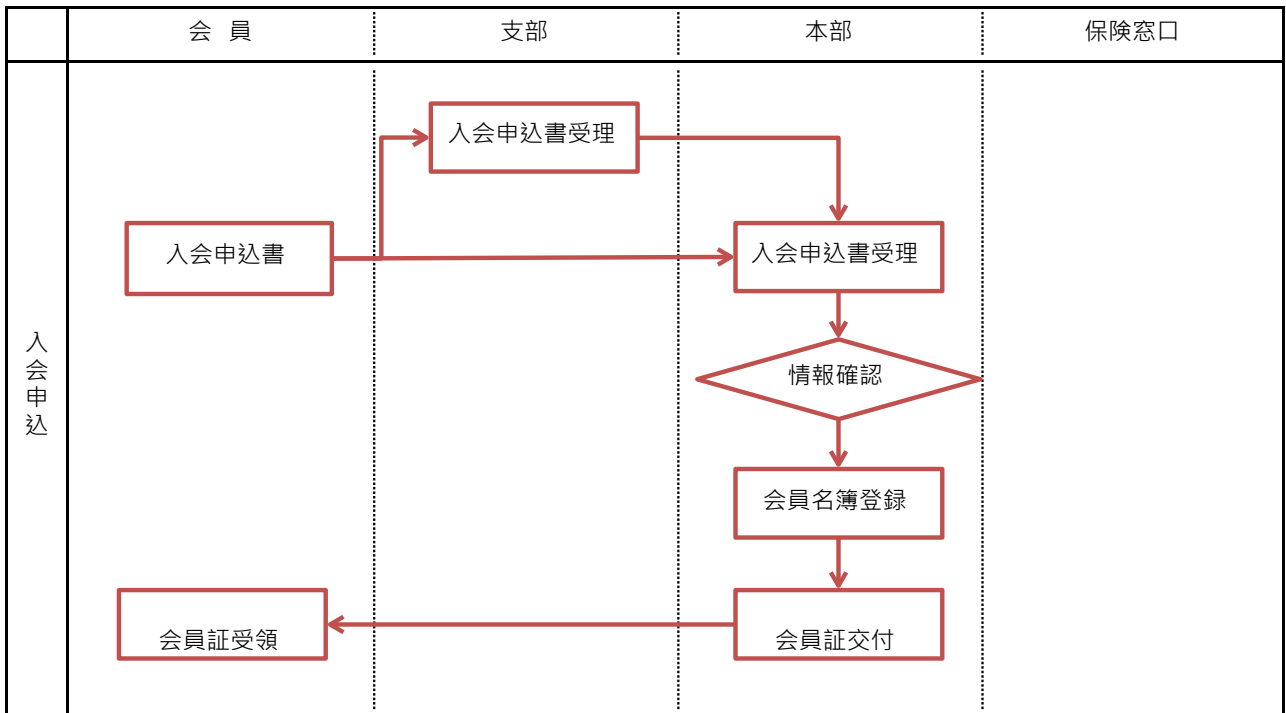 会 員
支部
本部
保険窓口
入会申込
入会申込書受理
入会申込書
入会申込書受理
情報確認
会員名簿登録
会員証受領
会員証交付